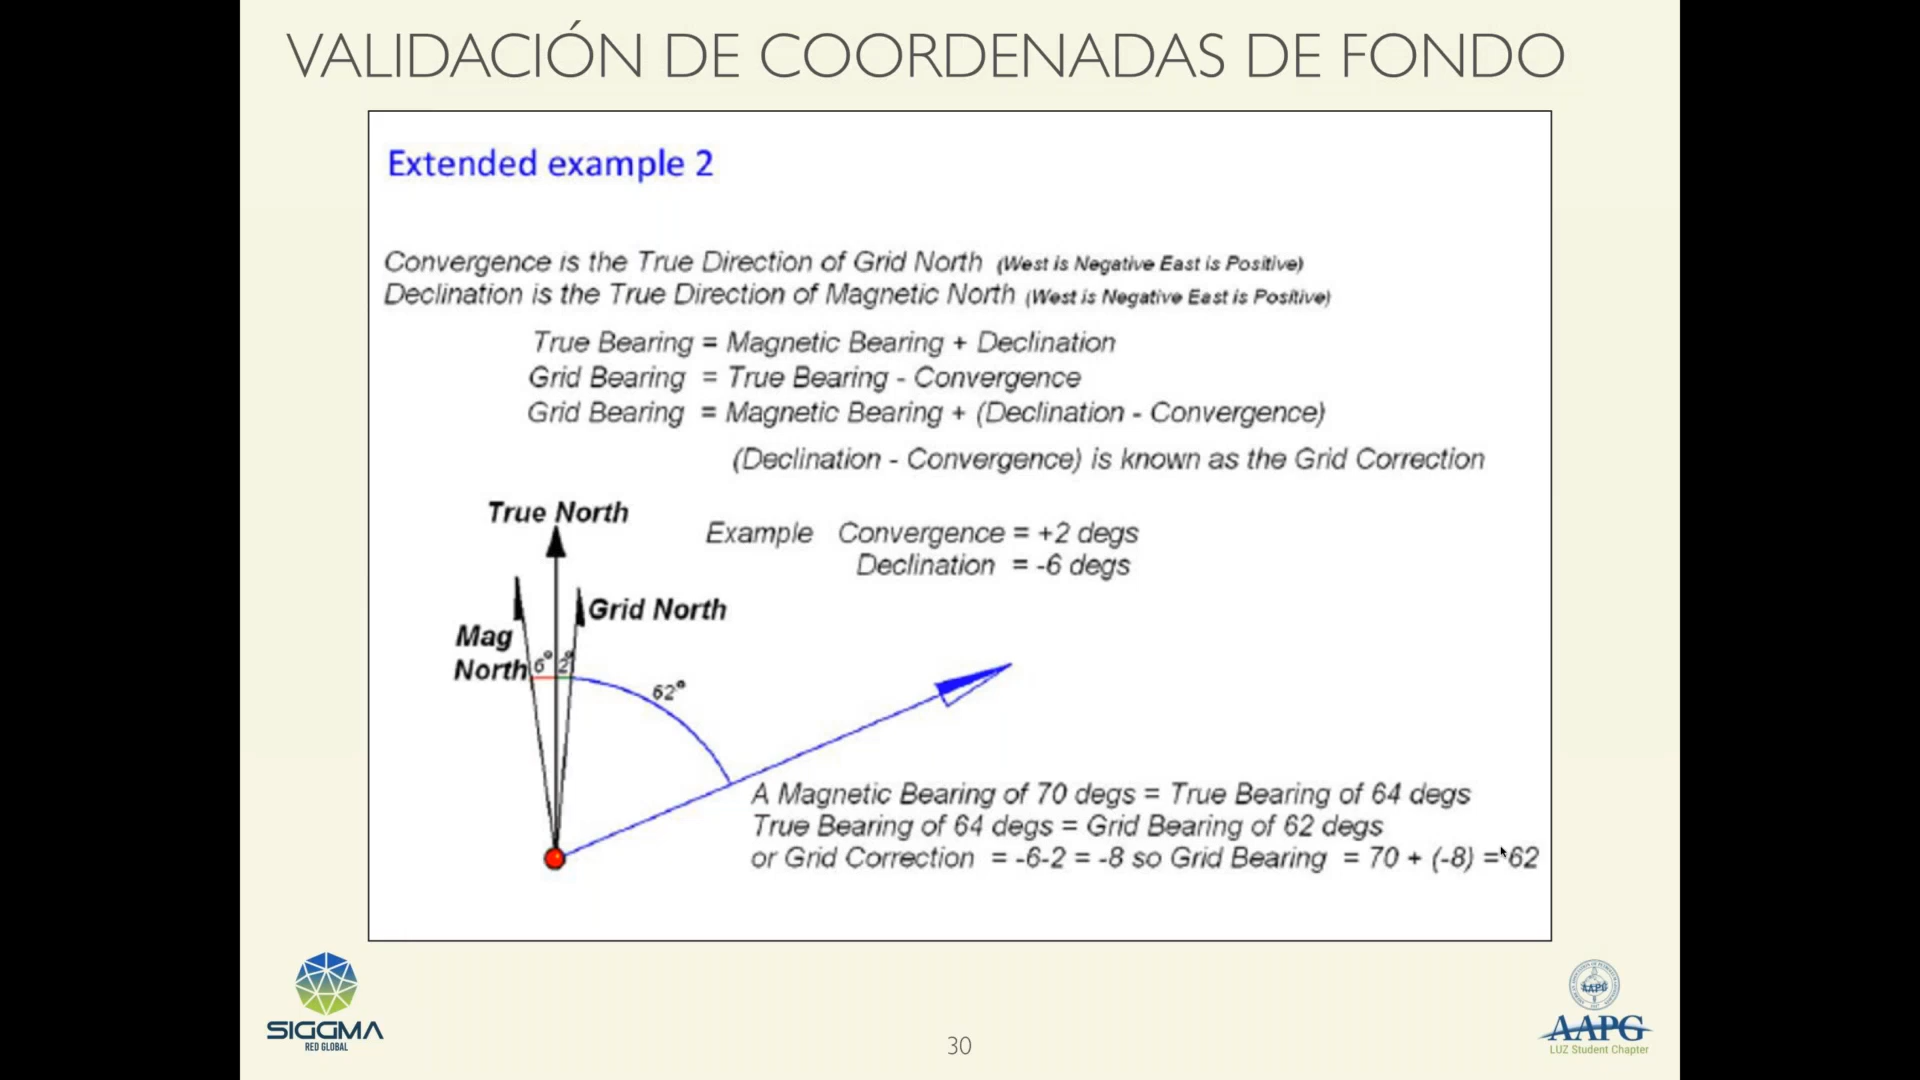 VALIDACIÓN DE COORDENADAS DE FONDO
Extended example 2
Convergence is the True Direction of Grid North (West is Negative East is Positive)
Declination is the True Direction of Magnetic North (West is Negative East is Positive)
True Bearing = Magnetic Bearing + Declination
Grid Bearing = True Bearing - Convergence
Grid Bearing = Magnetic Bearing + (Declination - Convergence)
(Declination - Convergence) is known as the Grid Correction
True North
Example Convergence = +2 degs
Declination = -6 degs
Grid North
Mag
North
6° 2°
62°
A Magnetic Bearing of 70 degs = True Bearing of 64 degs
True Bearing of 64 degs = Grid Bearing of 62 degs
or Grid Correction = -6-2 = -8 so Grid Bearing = 70 + (-8) = 62
SIGGMA
RED GLOBAL
30
AAPG
AAPG
LUZ Student Chapter